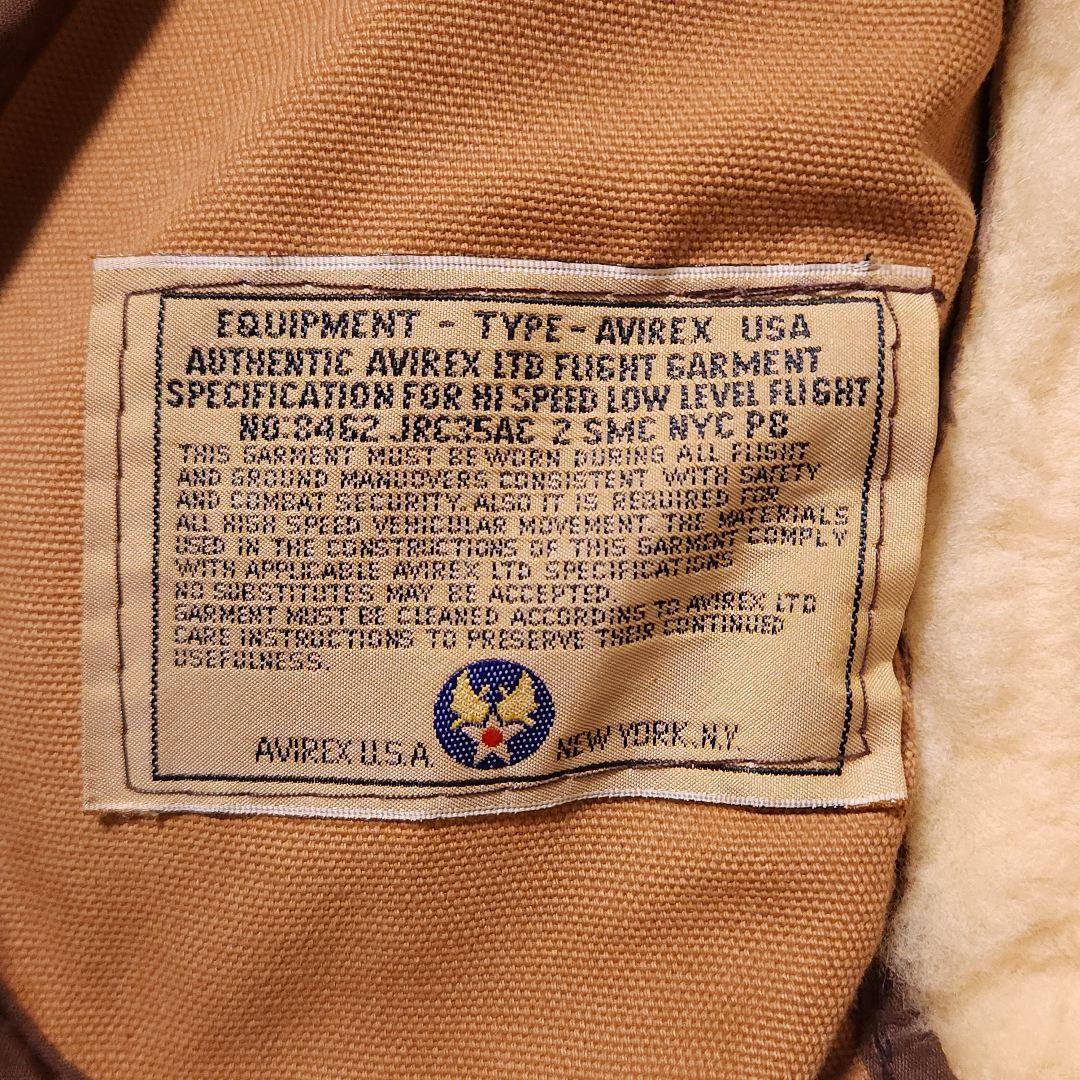 EQUIPMENT - TYPE - AVIREX USA
AUTHENTIC AVIREX LTD FLIGHT GARMENT
SPECIFICATION FOR HI SPEED LOW LEVEL FLIGHT
NO: 8462 JRC35AC 2 SMC NYC P8
THIS GARMENT MUST BE WORN DURING ALL FLIGHT
AND GROUND MANUOVERS CONSISTENT WITH SAFETY
AND COMBAT SECURITY. ALSO IT IS REQUIRED FOR
ALL HIGH SPEED VEHICULAR MOVEMENT. THE MATERIALS
USED IN THE CONSTRUCTIONS OF THIS GARMENT COMPLY
WITH APPLICABLE AVIREX LTD SPECIFICATIONS
NO SUBSTITUTES MAY BE ACCEPTED.
GARMENT MUST BE CLEANED ACCORDING TO AVIREX LTD
CARE INSTRUCTIONS TO PRESERVE THEIR CONTINUED
USEFULNESS.
AVIREX U.S.A. NEW YORK, N.Y.